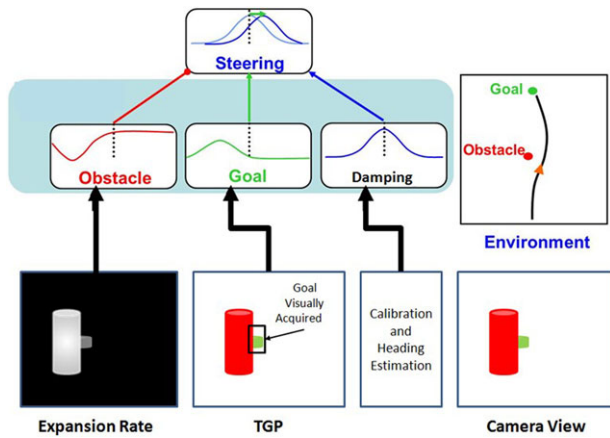 Steering
Obstacle
Goal
Damping
Goal
Obstacle
Environment
Goal
Visually
Acquired
Calibration
and
Heading
Estimation
Expansion Rate
TGP
Camera View